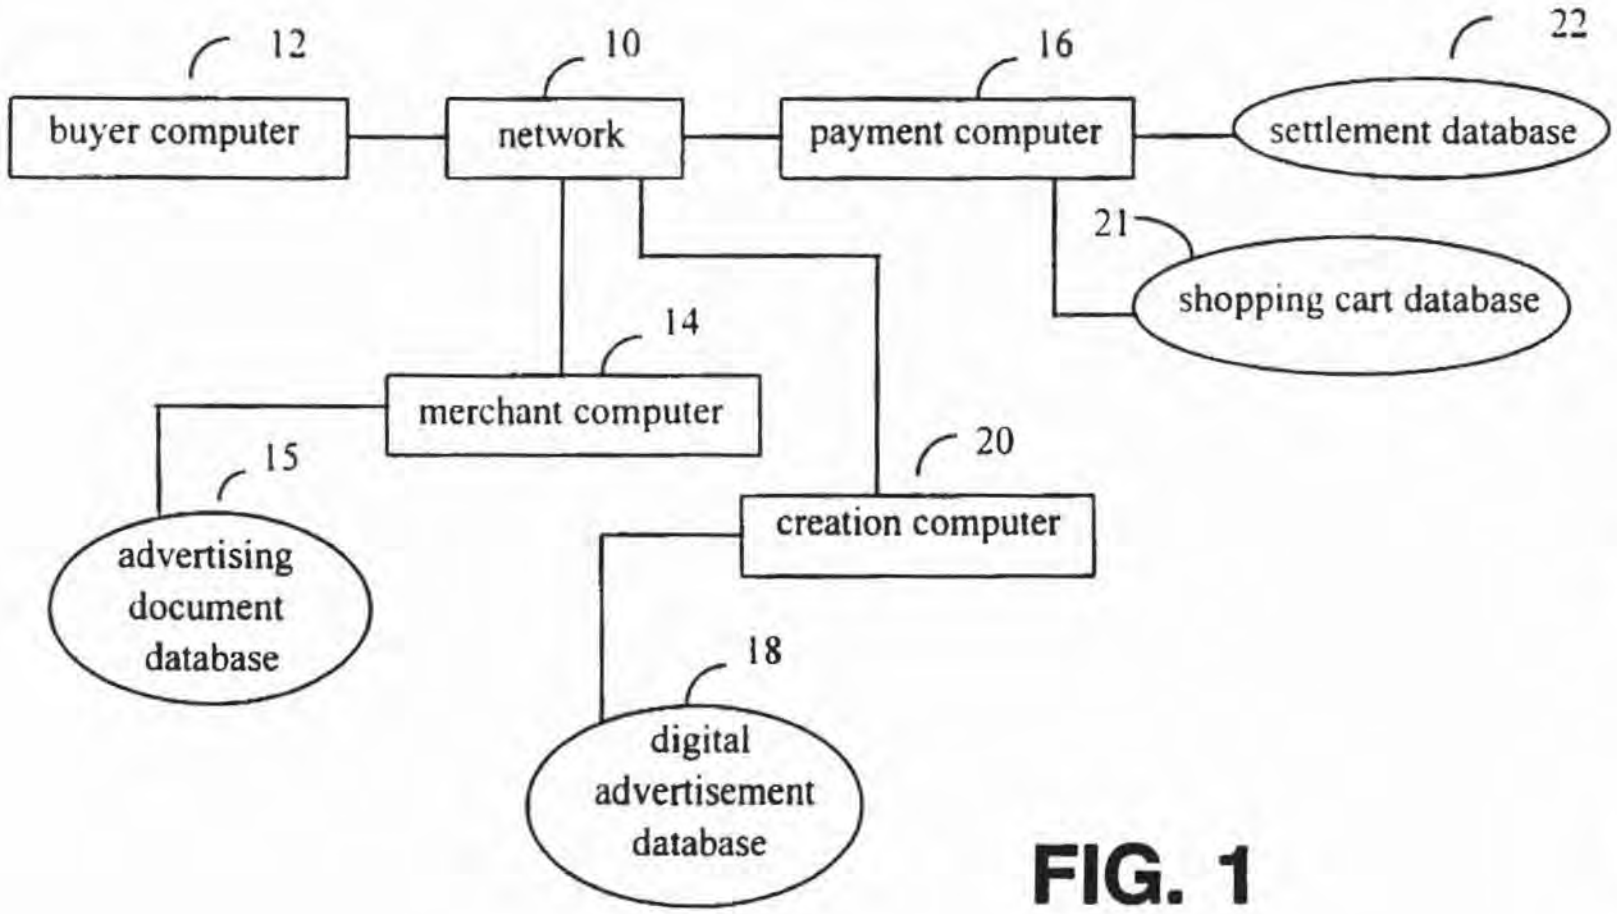 12
10
16
22
buyer computer
network
payment computer
settlement database
21
shopping cart database
14
merchant computer
15
20
creation computer
advertising
document
database
18
digital
advertisement
database
FIG. 1